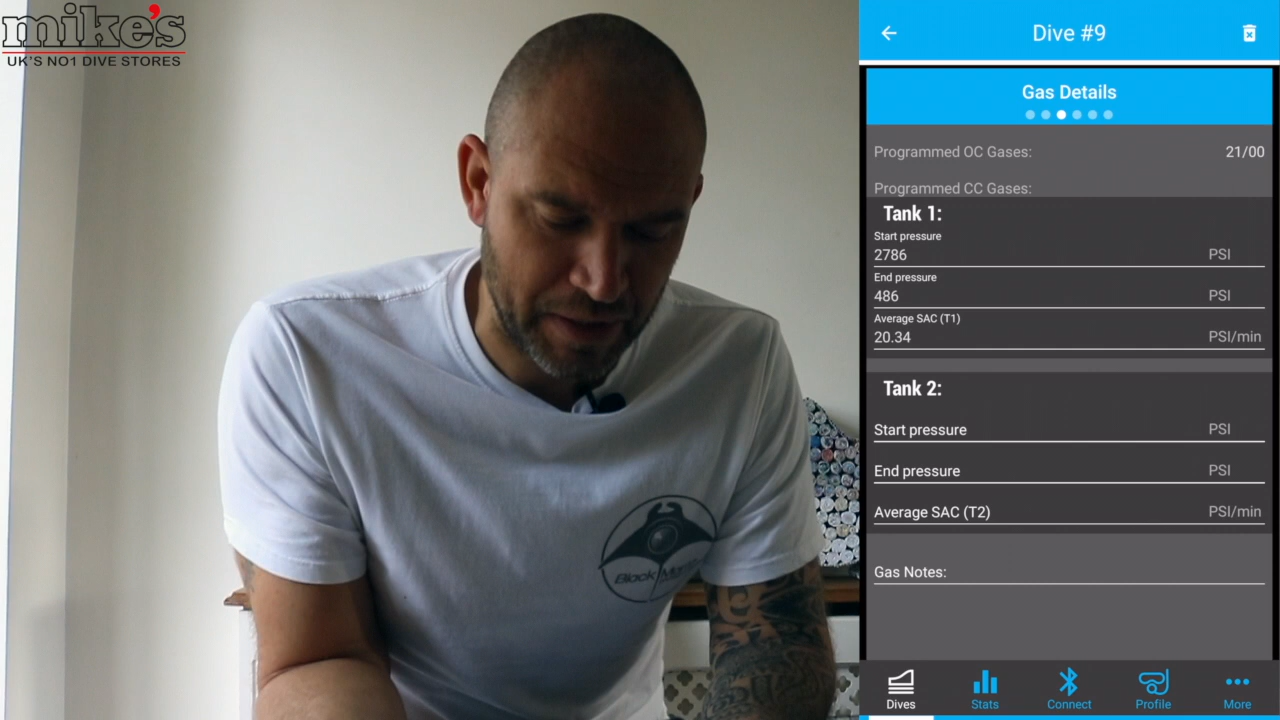 mike's
UK'S NO1 DIVE STORES
Black Manta
Dive #9
Gas Details
Programmed OC Gases: 21/00
Programmed CC Gases:
Tank 1:
Start pressure
2786 PSI
End pressure
486 PSI
Average SAC (T1)
20.34 PSI/min
Tank 2:
Start pressure PSI
End pressure PSI
Average SAC (T2) PSI/min
Gas Notes:
Dives Stats Connect Profile More